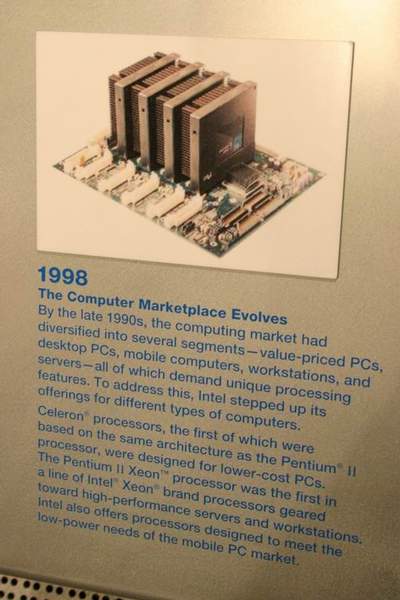 1998
The Computer Marketplace Evolves
By the late 1990s, the computing market had
diversified into several segments—value-priced PCs,
desktop PCs, mobile computers, workstations, and
servers—all of which demand unique processing
features. To address this, Intel stepped up its
offerings for different types of computers.
Celeron® processors, the first of which were
based on the same architecture as the Pentium® II
processor, were designed for lower-cost PCs.
The Pentium II Xeon™ processor was the first in
a line of Intel® Xeon® brand processors geared
toward high-performance servers and workstations.
Intel also offers processors designed to meet the
low-power needs of the mobile PC market.